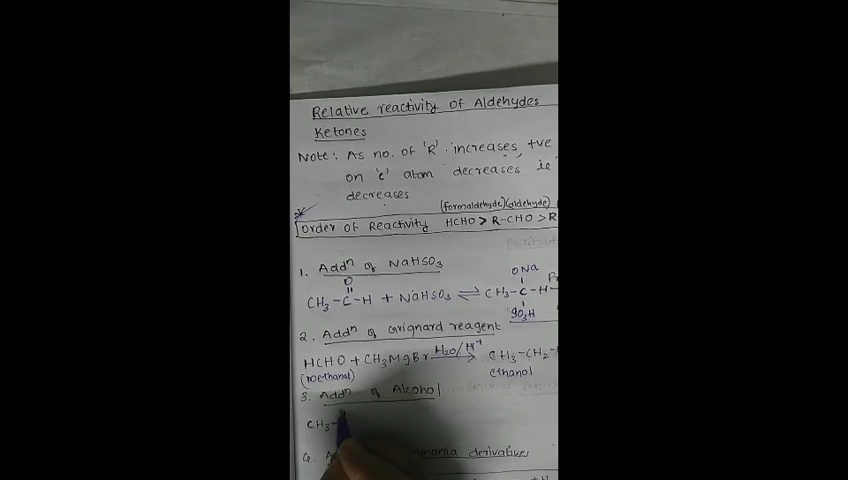 Relative reactivity of Aldehydes
Ketones
Note: As no. of 'R' increases, +ve
on 'C' atom decreases ie
decreases
(formaldehyde) (aldehyde)
Order of Reactivity HCHO > R-CHO > R
1. Addⁿ of NaHSO3
O
CH3-C-H + NaHSO3 ⇌ CH3-C-H
ONa
SO3H
2. Addⁿ of Grignard reagent
HCHO + CH3MgBr H2O/H+ → CH3-CH2-
(methanal) ethanol
3. Addⁿ of Alcohol
CH3-
mmonia derivative